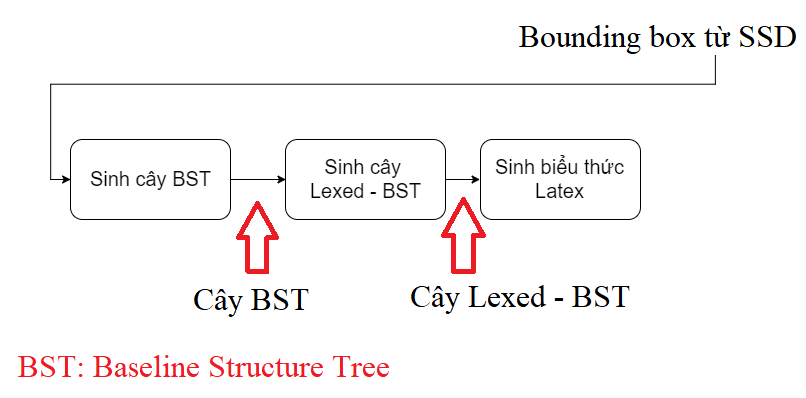 Bounding box từ SSD
Sinh cây BST
Sinh cây
Lexed - BST
Sinh biểu thức
Latex
Cây BST
Cây Lexed - BST
BST: Baseline Structure Tree